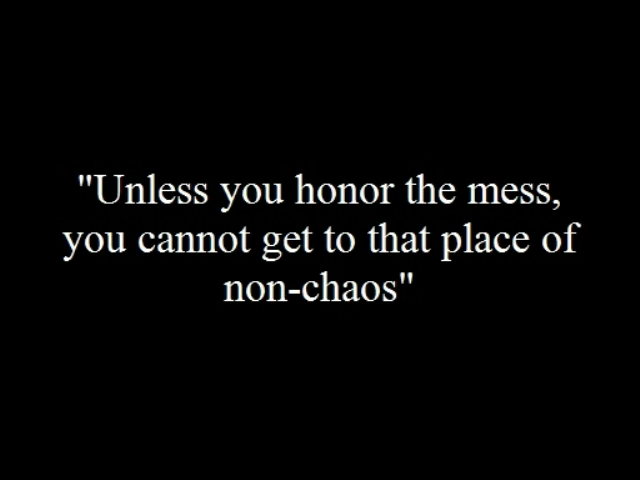 "Unless you honor the mess,
you cannot get to that place of
non-chaos"